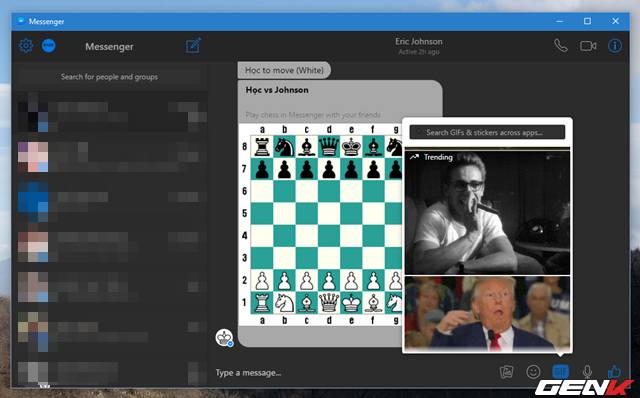 Messenger
Messenger
Eric Johnson
Active 2h ago
Search for people and groups
Học to move (White)
Học vs Johnson
Play chess in Messenger with your friends
a b c d e f g
8
7
6
5
4
3
2
1
a b c d e f g
Search GIFs & stickers across apps...
Trending
Type a message...
GIF
GENK